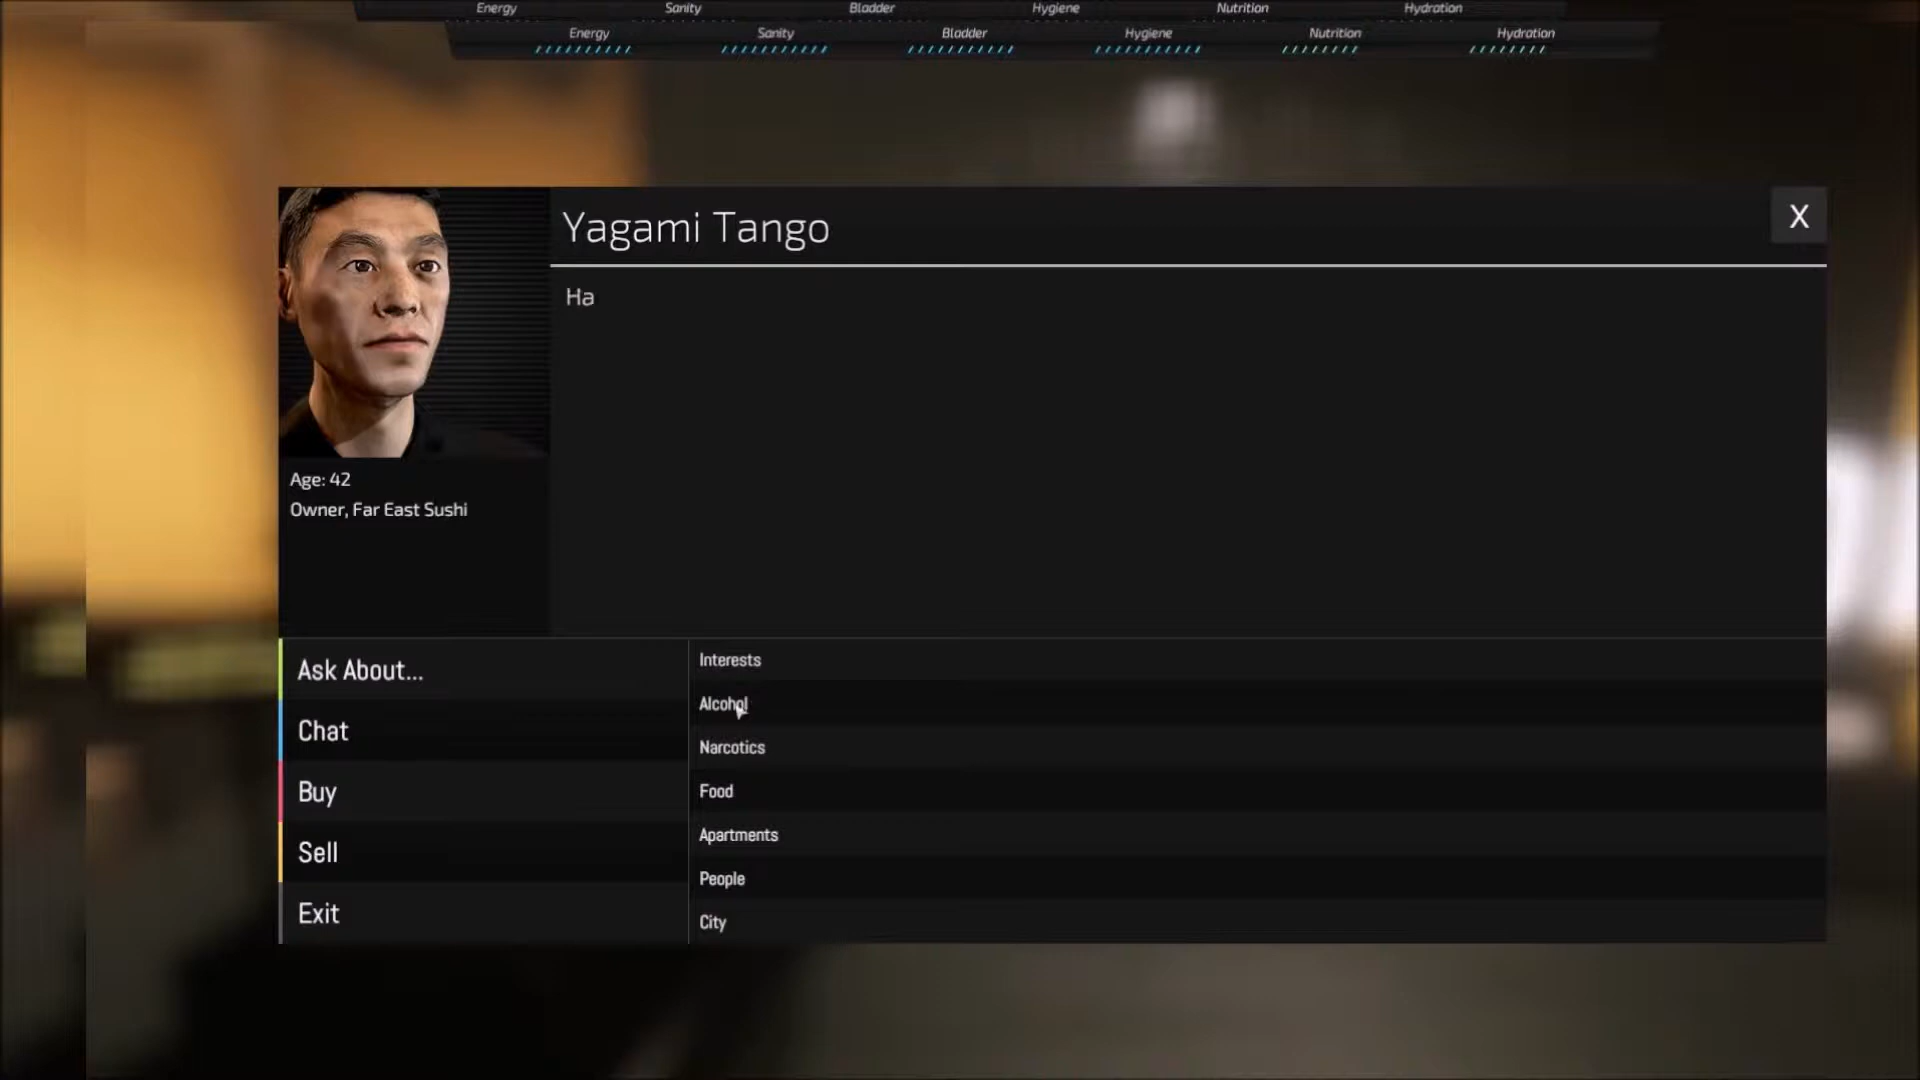 Energy Sanity Bladder Hygiene Nutrition Hydration
Energy Sanity Bladder Hygiene Nutrition Hydration
Yagami Tango
X
Ha
Age: 42
Owner, Far East Sushi
Ask About...
Chat
Buy
Sell
Exit
Interests
Alcohol
Narcotics
Food
Apartments
People
City